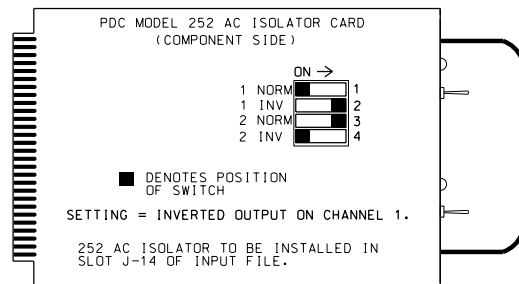 PDC MODEL 252 AC ISOLATOR CARD
(COMPONENT SIDE)
ON →
1 NORM 1
1 INV 2
2 NORM 3
2 INV 4
DENOTES POSITION
OF SWITCH
SETTING = INVERTED OUTPUT ON CHANNEL 1.
252 AC ISOLATOR TO BE INSTALLED IN
SLOT J-14 OF INPUT FILE.